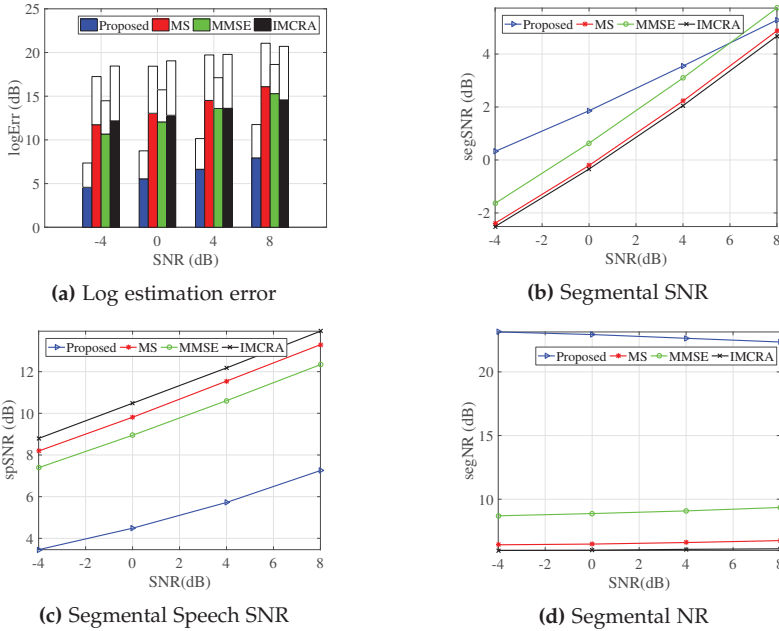 Proposed MS MMSE IMCRA
25
20
15
10
5
0
logErr (dB)
-4 0 4 8
SNR (dB)
(a) Log estimation error
Proposed MS MMSE IMCRA
4
2
0
-2
segSNR (dB)
-4 -2 0 2 4 6 8
SNR(dB)
(b) Segmental SNR
Proposed MS MMSE IMCRA
12
10
8
6
4
spSNR (dB)
-4 -2 0 2 4 6 8
SNR(dB)
(c) Segmental Speech SNR
Proposed MS MMSE IMCRA
20
15
10
segNR (dB)
-4 -2 0 2 4 6 8
SNR(dB)
(d) Segmental NR